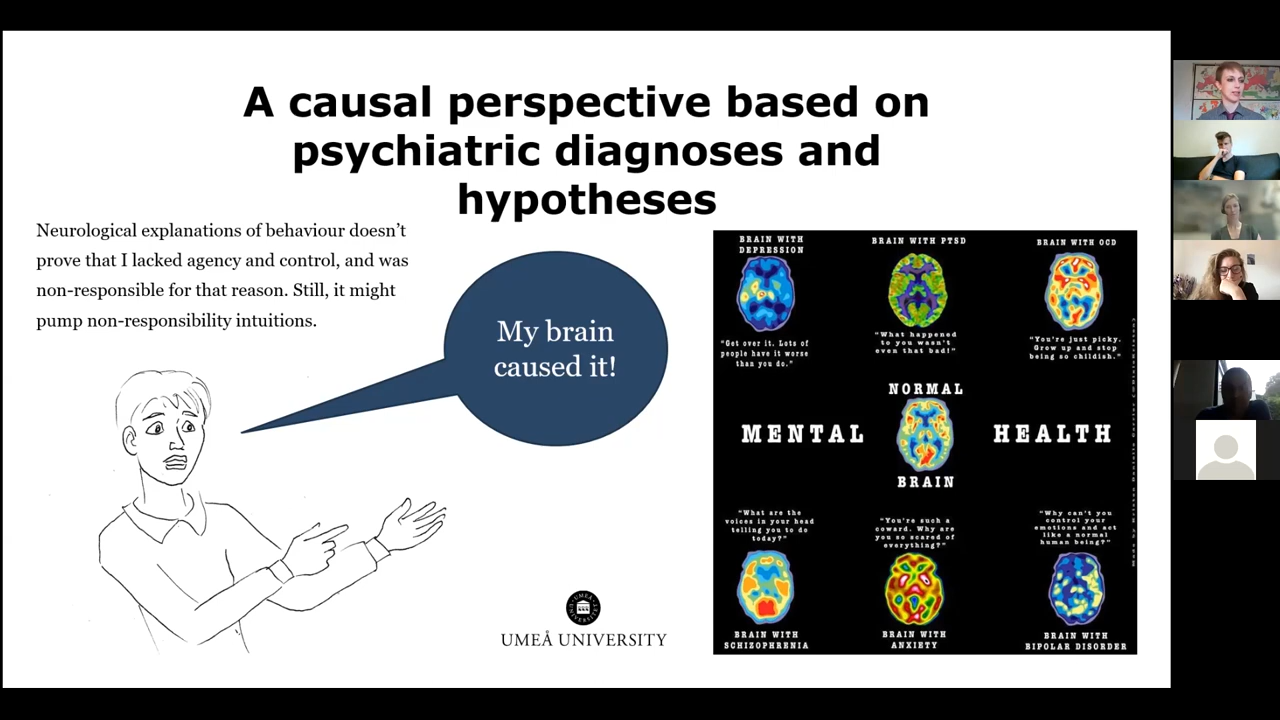 A causal perspective based on
psychiatric diagnoses and
hypotheses
Neurological explanations of behaviour doesn't
prove that I lacked agency and control, and was
non-responsible for that reason. Still, it might
pump non-responsibility intuitions.
My brain
caused it!
UMEÅ UNIVERSITY
BRAIN WITH
DEPRESSION
"Get over it. Lots of
people have it worse
than you do."
BRAIN WITH PTSD
"What happened
to you wasn't
even that bad!"
BRAIN WITH OCD
"You're just picky.
Grow up and stop
being so childish."
NORMAL
BRAIN
MENTAL
HEALTH
"What are the
voices in your head
telling you to do
today?"
BRAIN WITH
SCHIZOPHRENIA
"You're such a
coward. Why are
you so scared of
everything?"
BRAIN WITH
ANXIETY
"Why can't you
control your
emotions and act
like a normal
human being?"
BRAIN WITH
BIPOLAR DISORDER